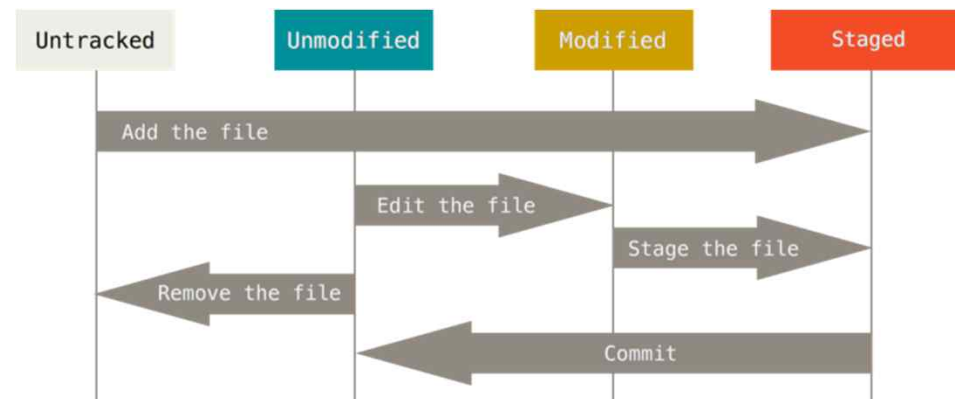 Untracked
Unmodified
Modified
Staged
Add the file
Edit the file
Stage the file
Remove the file
Commit